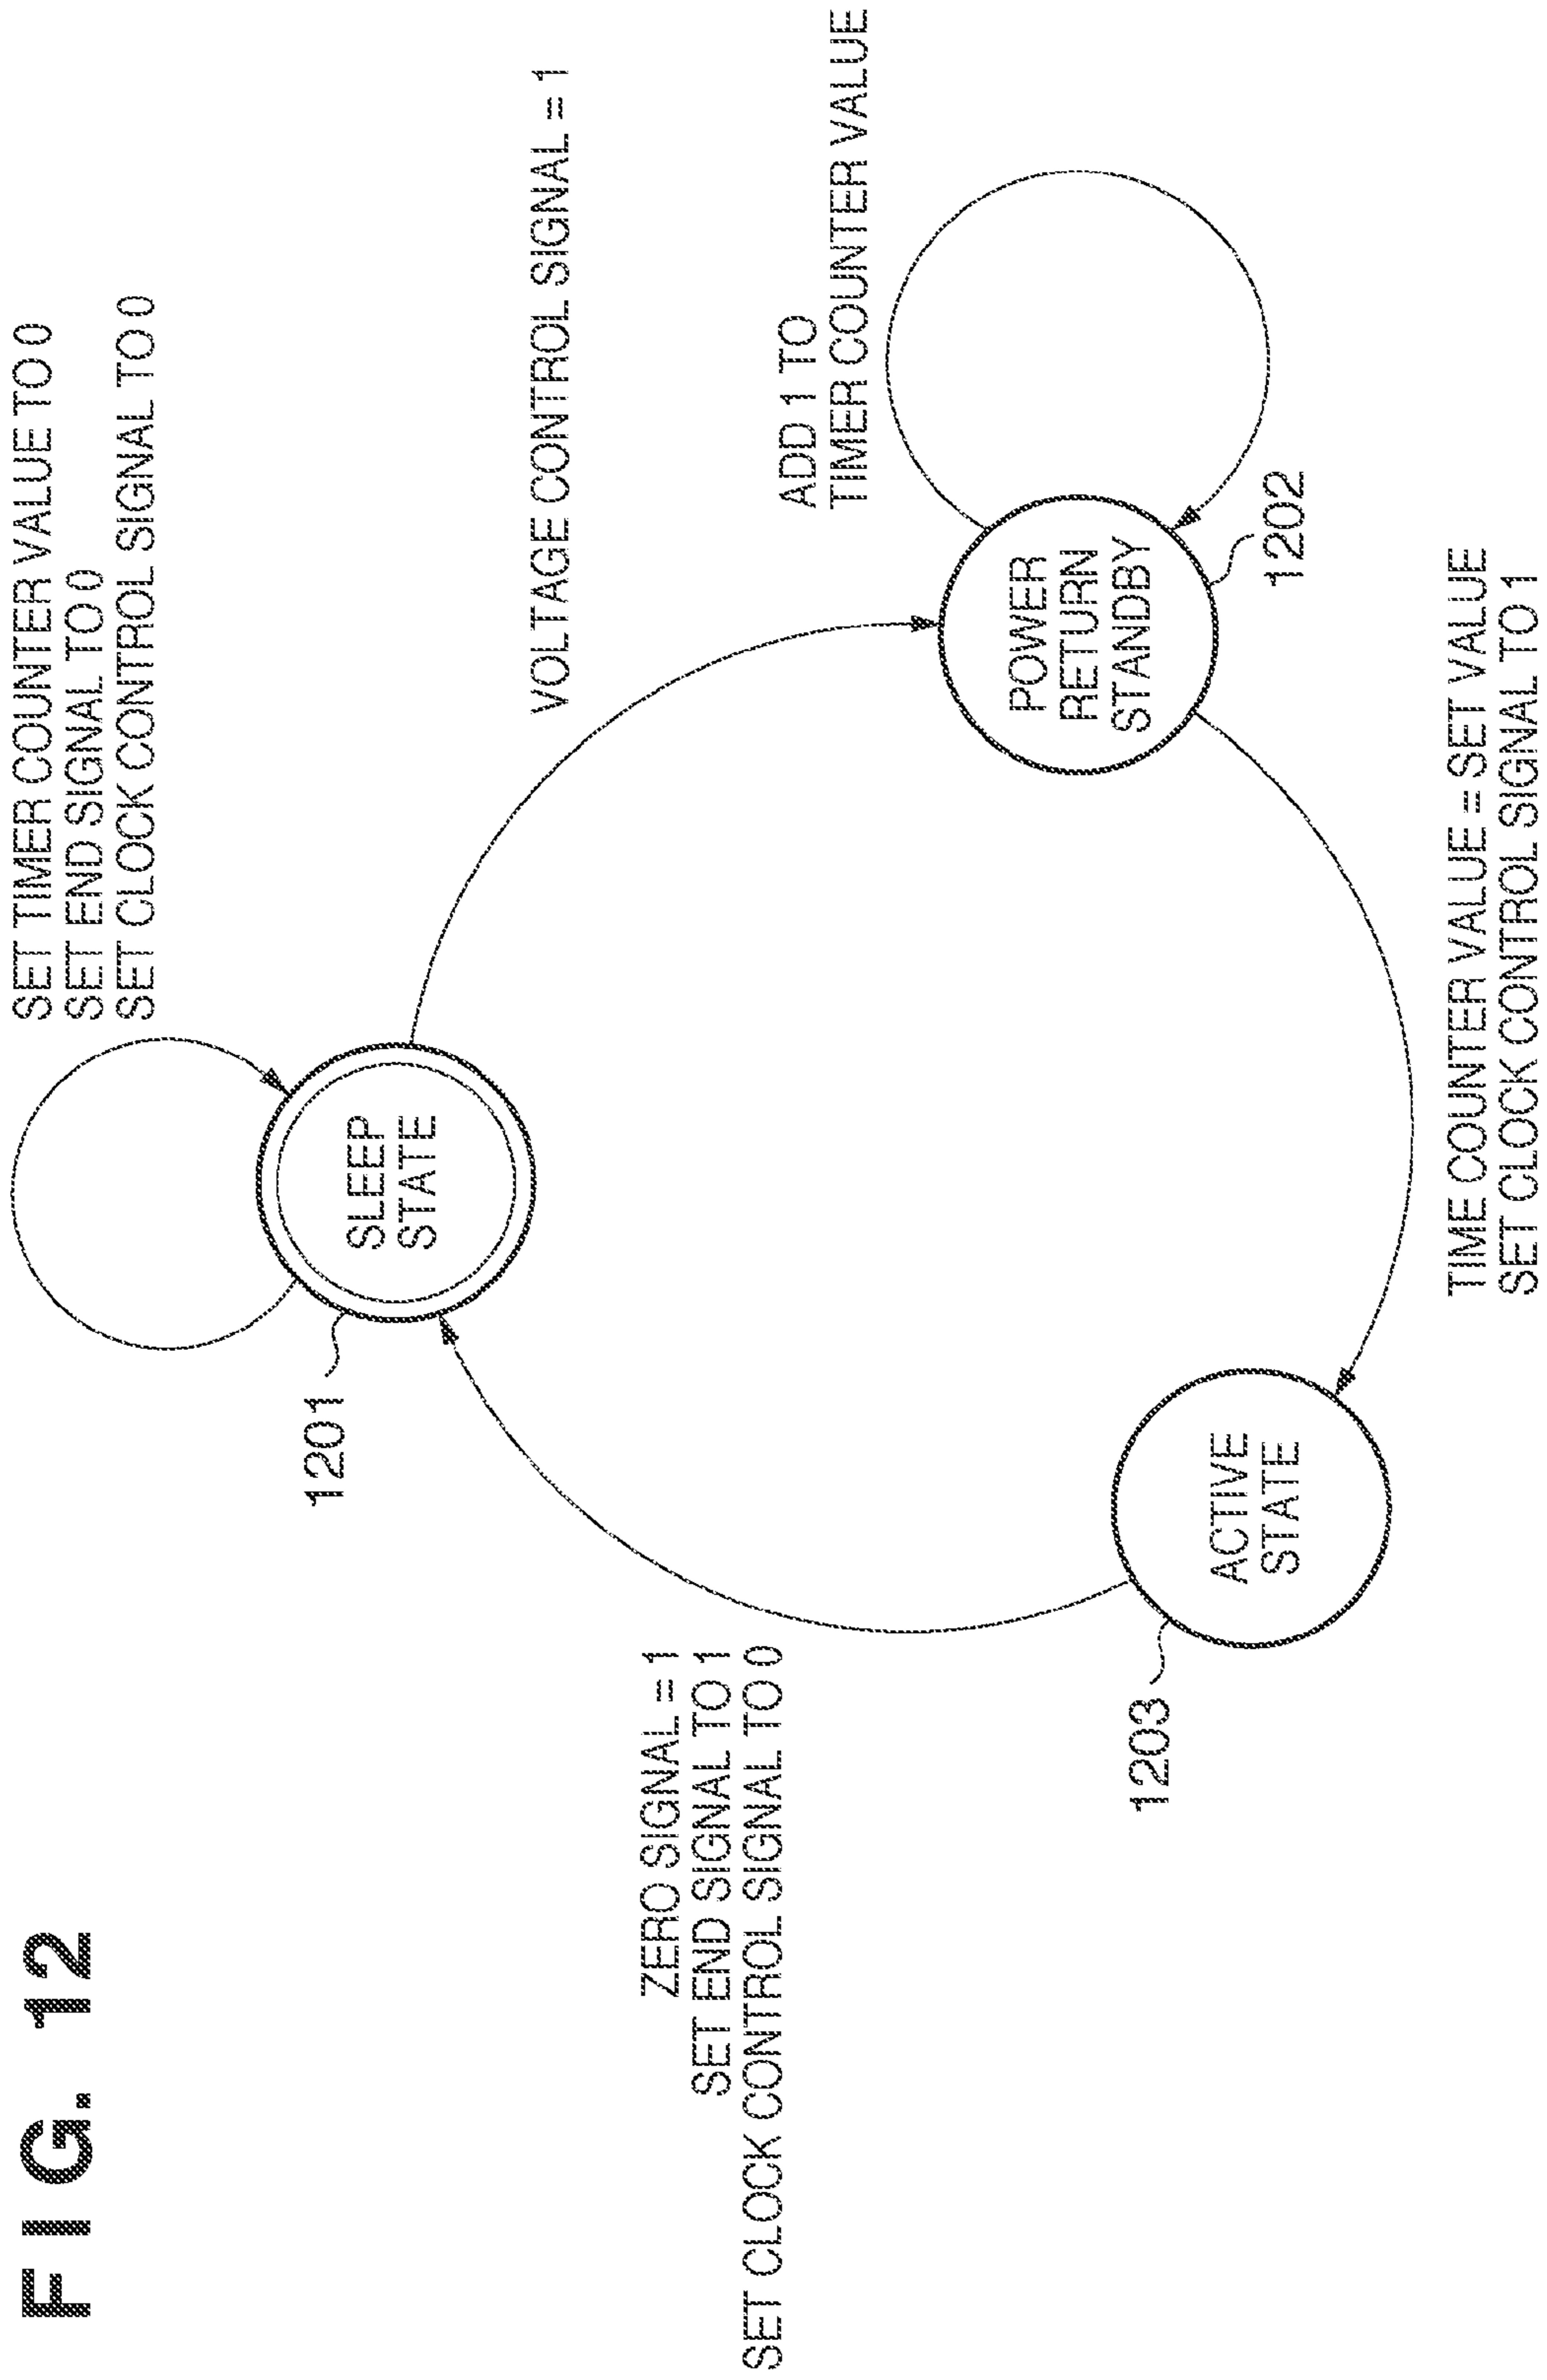 FIG. 12
SET TIMER COUNTER VALUE TO 0
SET END SIGNAL TO 0
SET CLOCK CONTROL SIGNAL TO 0
1201
SLEEP
STATE
VOLTAGE CONTROL SIGNAL = 1
ZERO SIGNAL = 1
SET END SIGNAL TO 1
SET CLOCK CONTROL SIGNAL TO 0
ADD 1 TO
TIMER COUNTER VALUE
POWER
RETURN
STANDBY
1202
1203
ACTIVE
STATE
TIME COUNTER VALUE = SET VALUE
SET CLOCK CONTROL SIGNAL TO 1